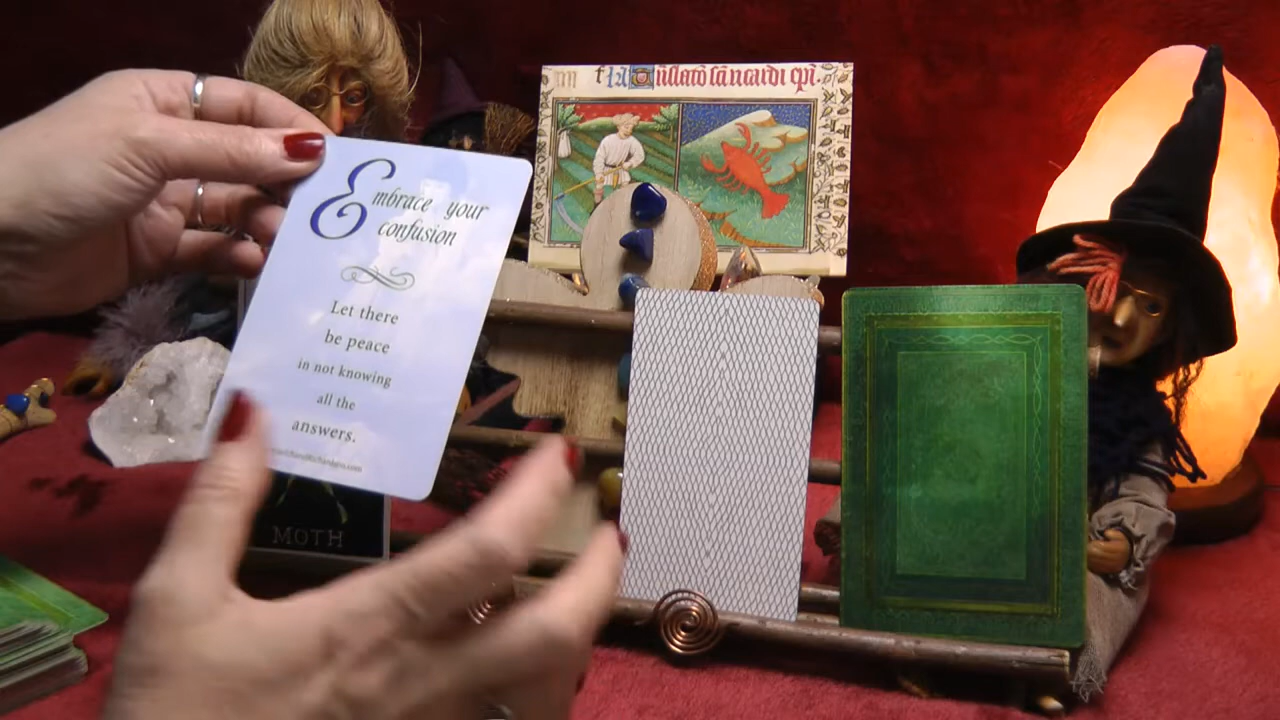 Embrace your
confusion
Let there
be peace
in not knowing
all the
answers.
MOTH